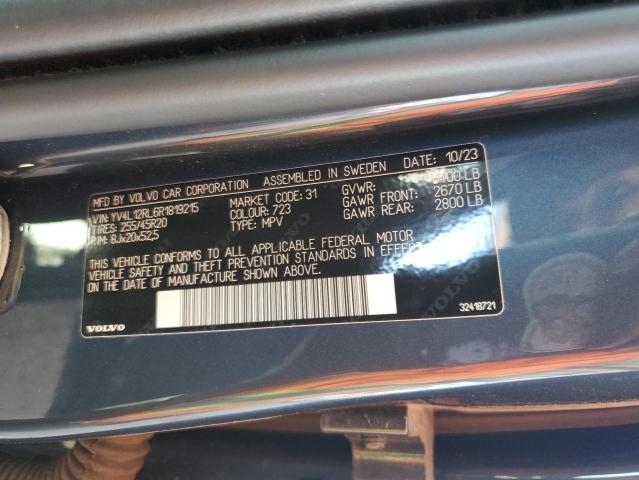 MFD BY VOLVO CAR CORPORATION ASSEMBLED IN SWEDEN 10/23
VIN: YV4L12RL6R1819215 MARKET CODE: 31 GVWR: 5400 LB
TIRES: 255/45R20 COLOUR: 723 GAWR FRONT: 2670 LB
RIM: 8Jx20x52,5 TYPE: MPV GAWR REAR: 2800 LB
THIS VEHICLE CONFORMS TO ALL APPLICABLE FEDERAL MOTOR
VEHICLE SAFETY AND THEFT PREVENTION STANDARDS IN EFFECT
ON THE DATE OF MANUFACTURE SHOWN ABOVE.
VOLVO 32418721